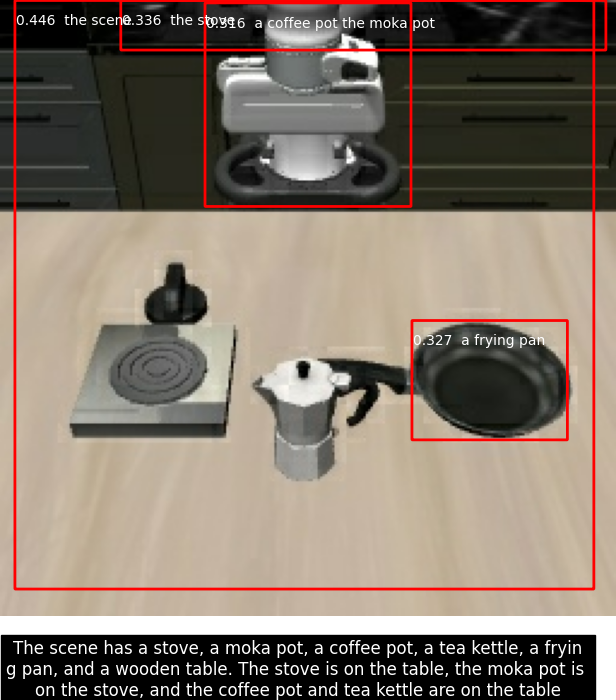 0.446  the scene
0.336  the stove
0.316  a coffee pot the moka pot
0.327  a frying pan
The scene has a stove, a moka pot, a coffee pot, a tea kettle, a fryin
g pan, and a wooden table. The stove is on the table, the moka pot is
on the stove, and the coffee pot and tea kettle are on the table